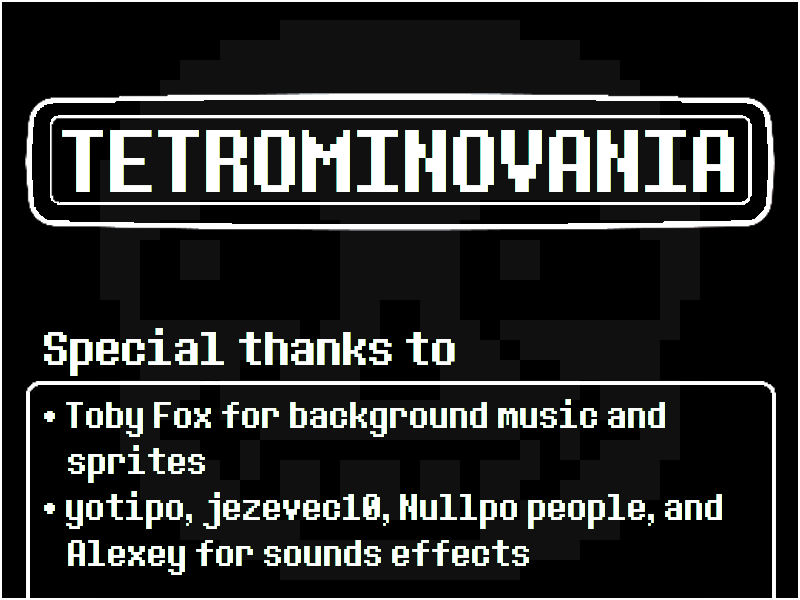 TETROMINOVANIA
Special thanks to
• Toby Fox for background music and
sprites
• yotipo, jezevec10, Nullpo people, and
Alexey for sounds effects